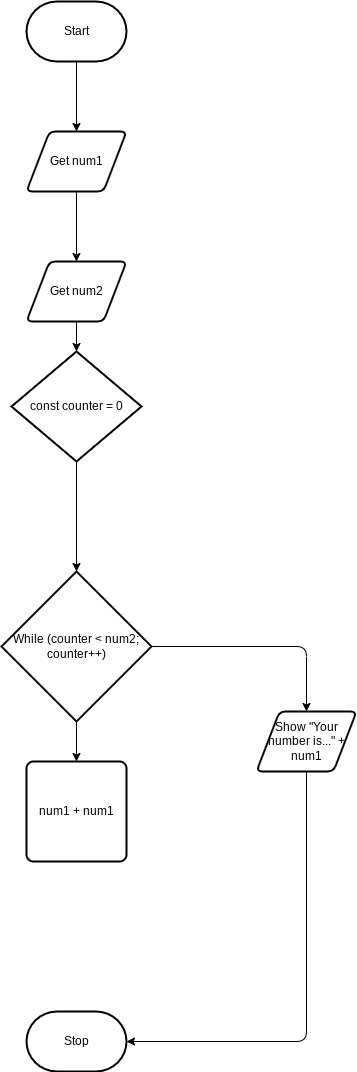 Start
Get num1
Get num2
const counter = 0
While (counter < num2;
counter++)
Show "Your
number is..." +
num1
num1 + num1
Stop